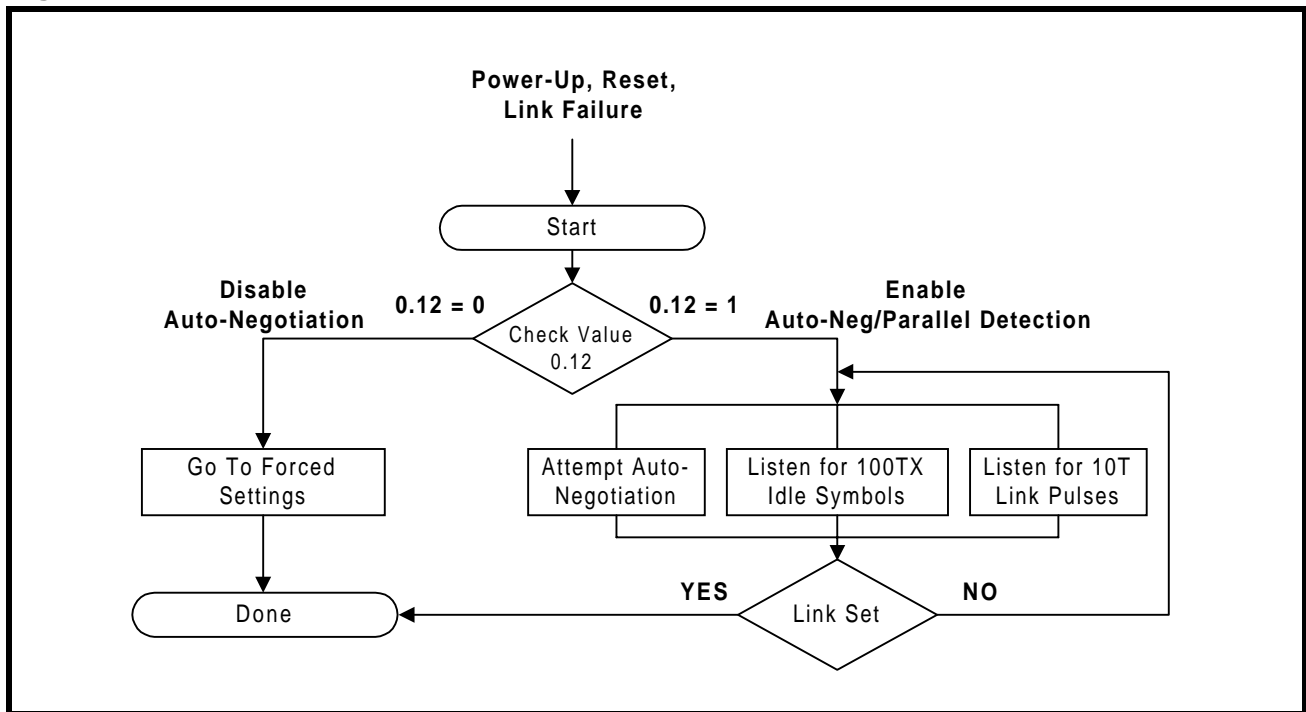 Power-Up, Reset,
Link Failure
Start
Disable
Auto-Negotiation
0.12 = 0
0.12 = 1
Enable
Auto-Neg/Parallel Detection
Check Value
0.12
Go To Forced
Settings
Attempt Auto-
Negotiation
Listen for 100TX
Idle Symbols
Listen for 10T
Link Pulses
Done
YES
Link Set
NO